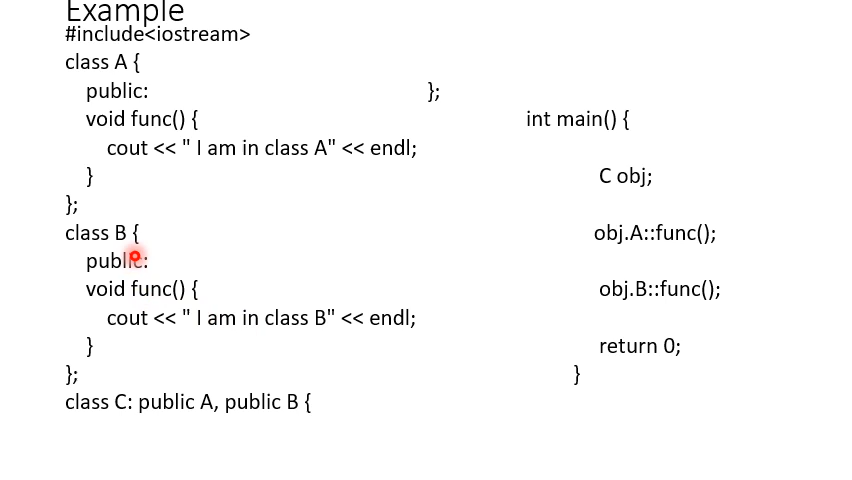 Example
#include<iostream>
class A {
public:
void func() {
cout << " I am in class A" << endl;
}
};
class B {
public:
void func() {
cout << " I am in class B" << endl;
}
};
class C: public A, public B {
};
int main() {
C obj;
obj.A::func();
obj.B::func();
return 0;
}